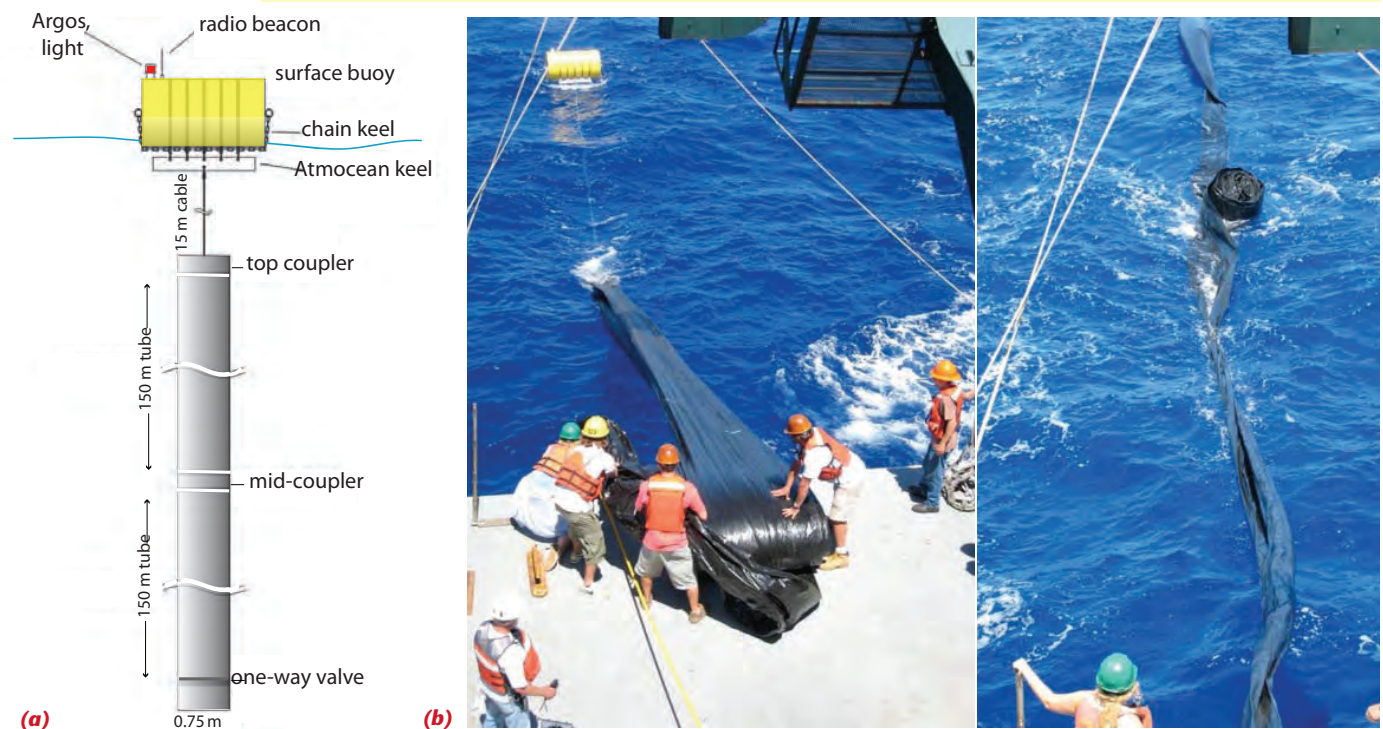 Argos,
light
radio beacon
surface buoy
chain keel
Atmocean keel
15 m cable
top coupler
150 m tube
mid-coupler
150 m tube
one-way valve
0.75 m
(a)
(b)